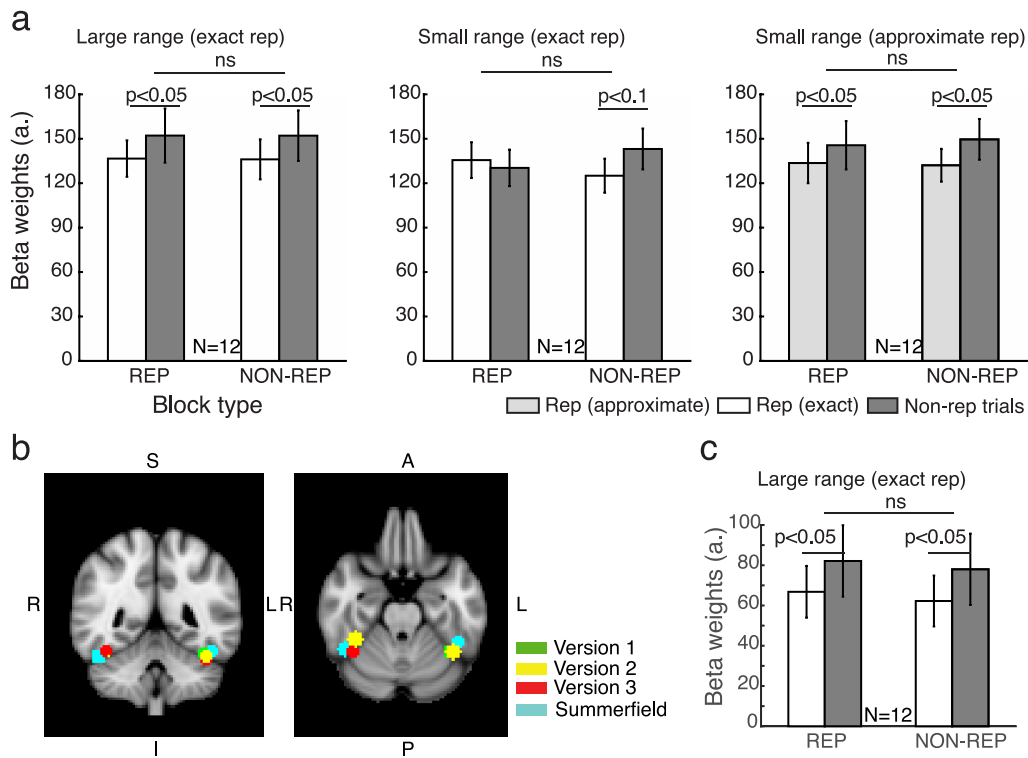 a
Large range (exact rep)
ns
p<0.05
p<0.05
Beta weights (a.)
180
150
120
90
60
30
0
N=12
REP
NON-REP
Block type
Small range (exact rep)
ns
p<0.1
180
150
120
90
60
30
0
N=12
REP
NON-REP
Small range (approximate rep)
ns
p<0.05
p<0.05
180
150
120
90
60
30
0
N=12
REP
NON-REP
Rep (approximate)
Rep (exact)
Non-rep trials
b
S
A
R
L
R
L
I
P
Version 1
Version 2
Version 3
Summerfield
c
Large range (exact rep)
ns
p<0.05
p<0.05
Beta weights (a.)
100
80
60
40
20
0
N=12
REP
NON-REP